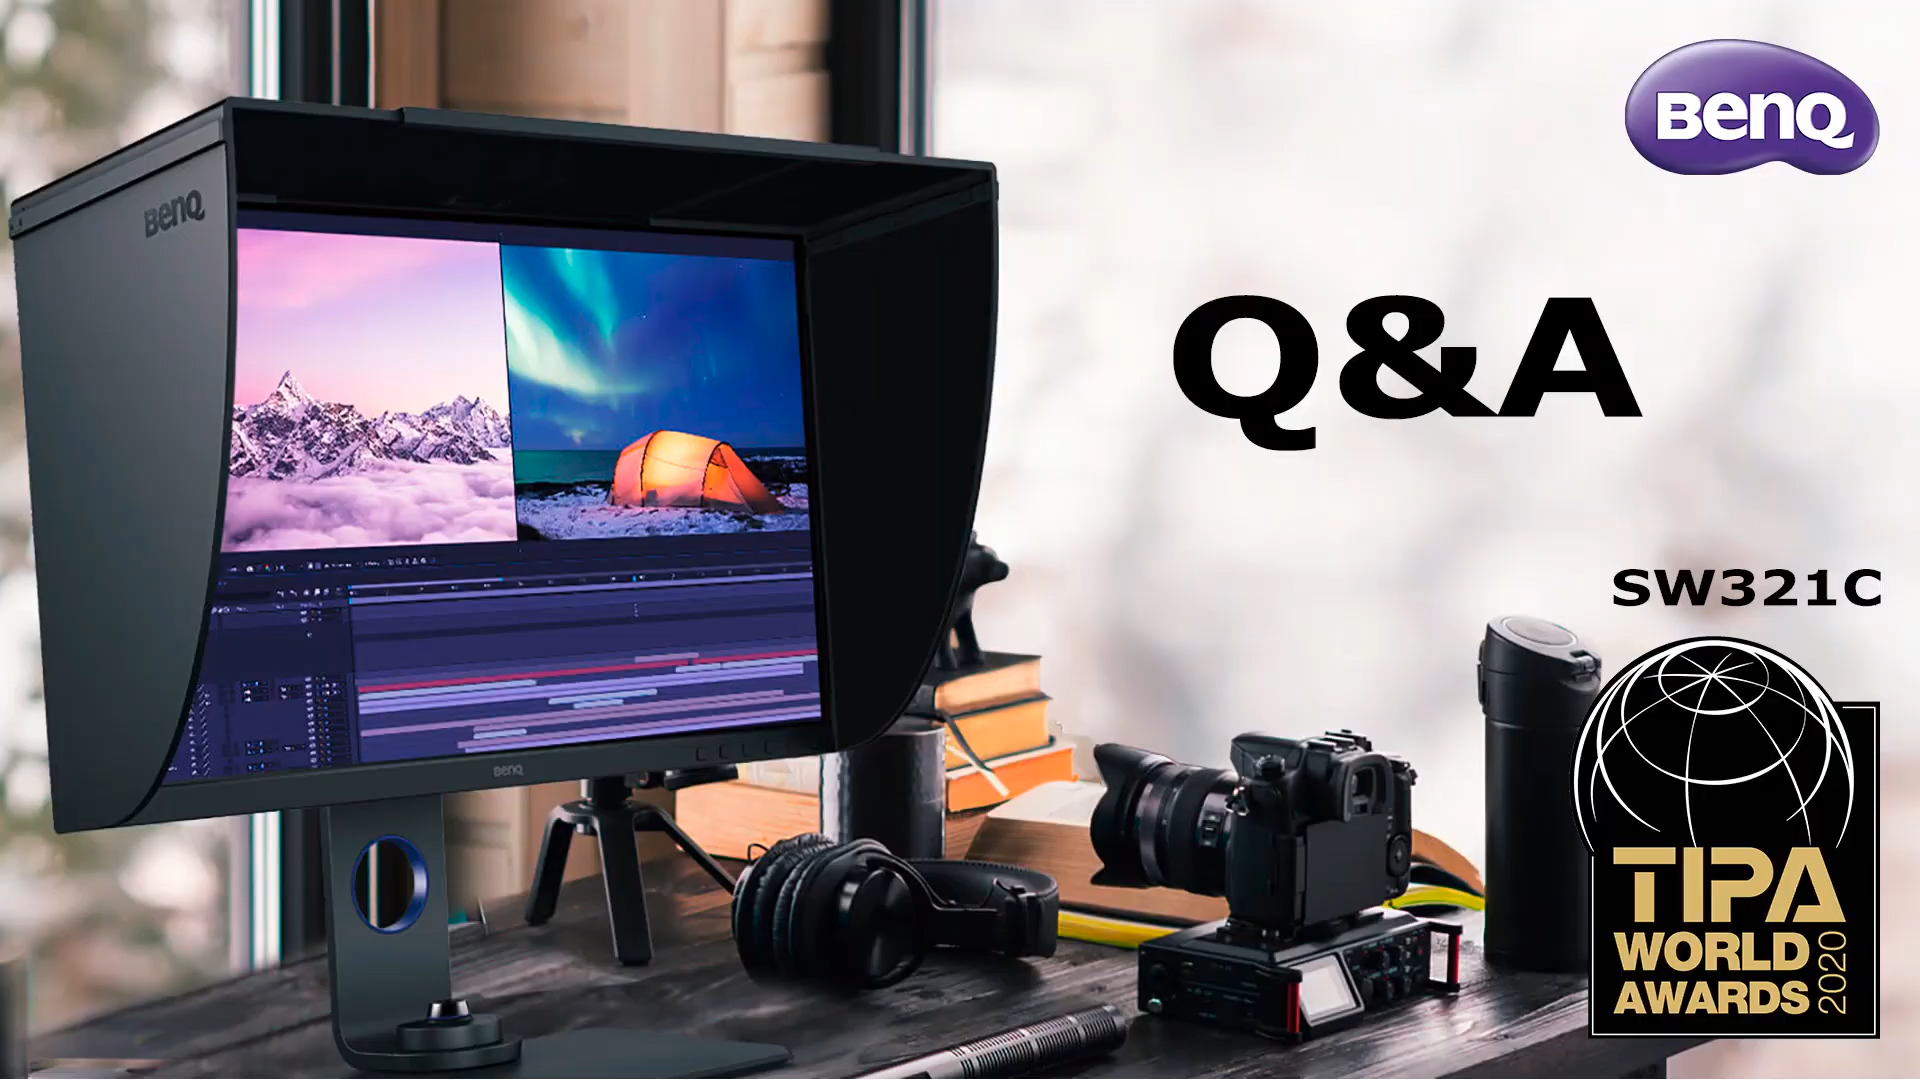 BenQ
BenQ
Q&A
SW321C
BenQ
TIPA
WORLD
AWARDS
2020